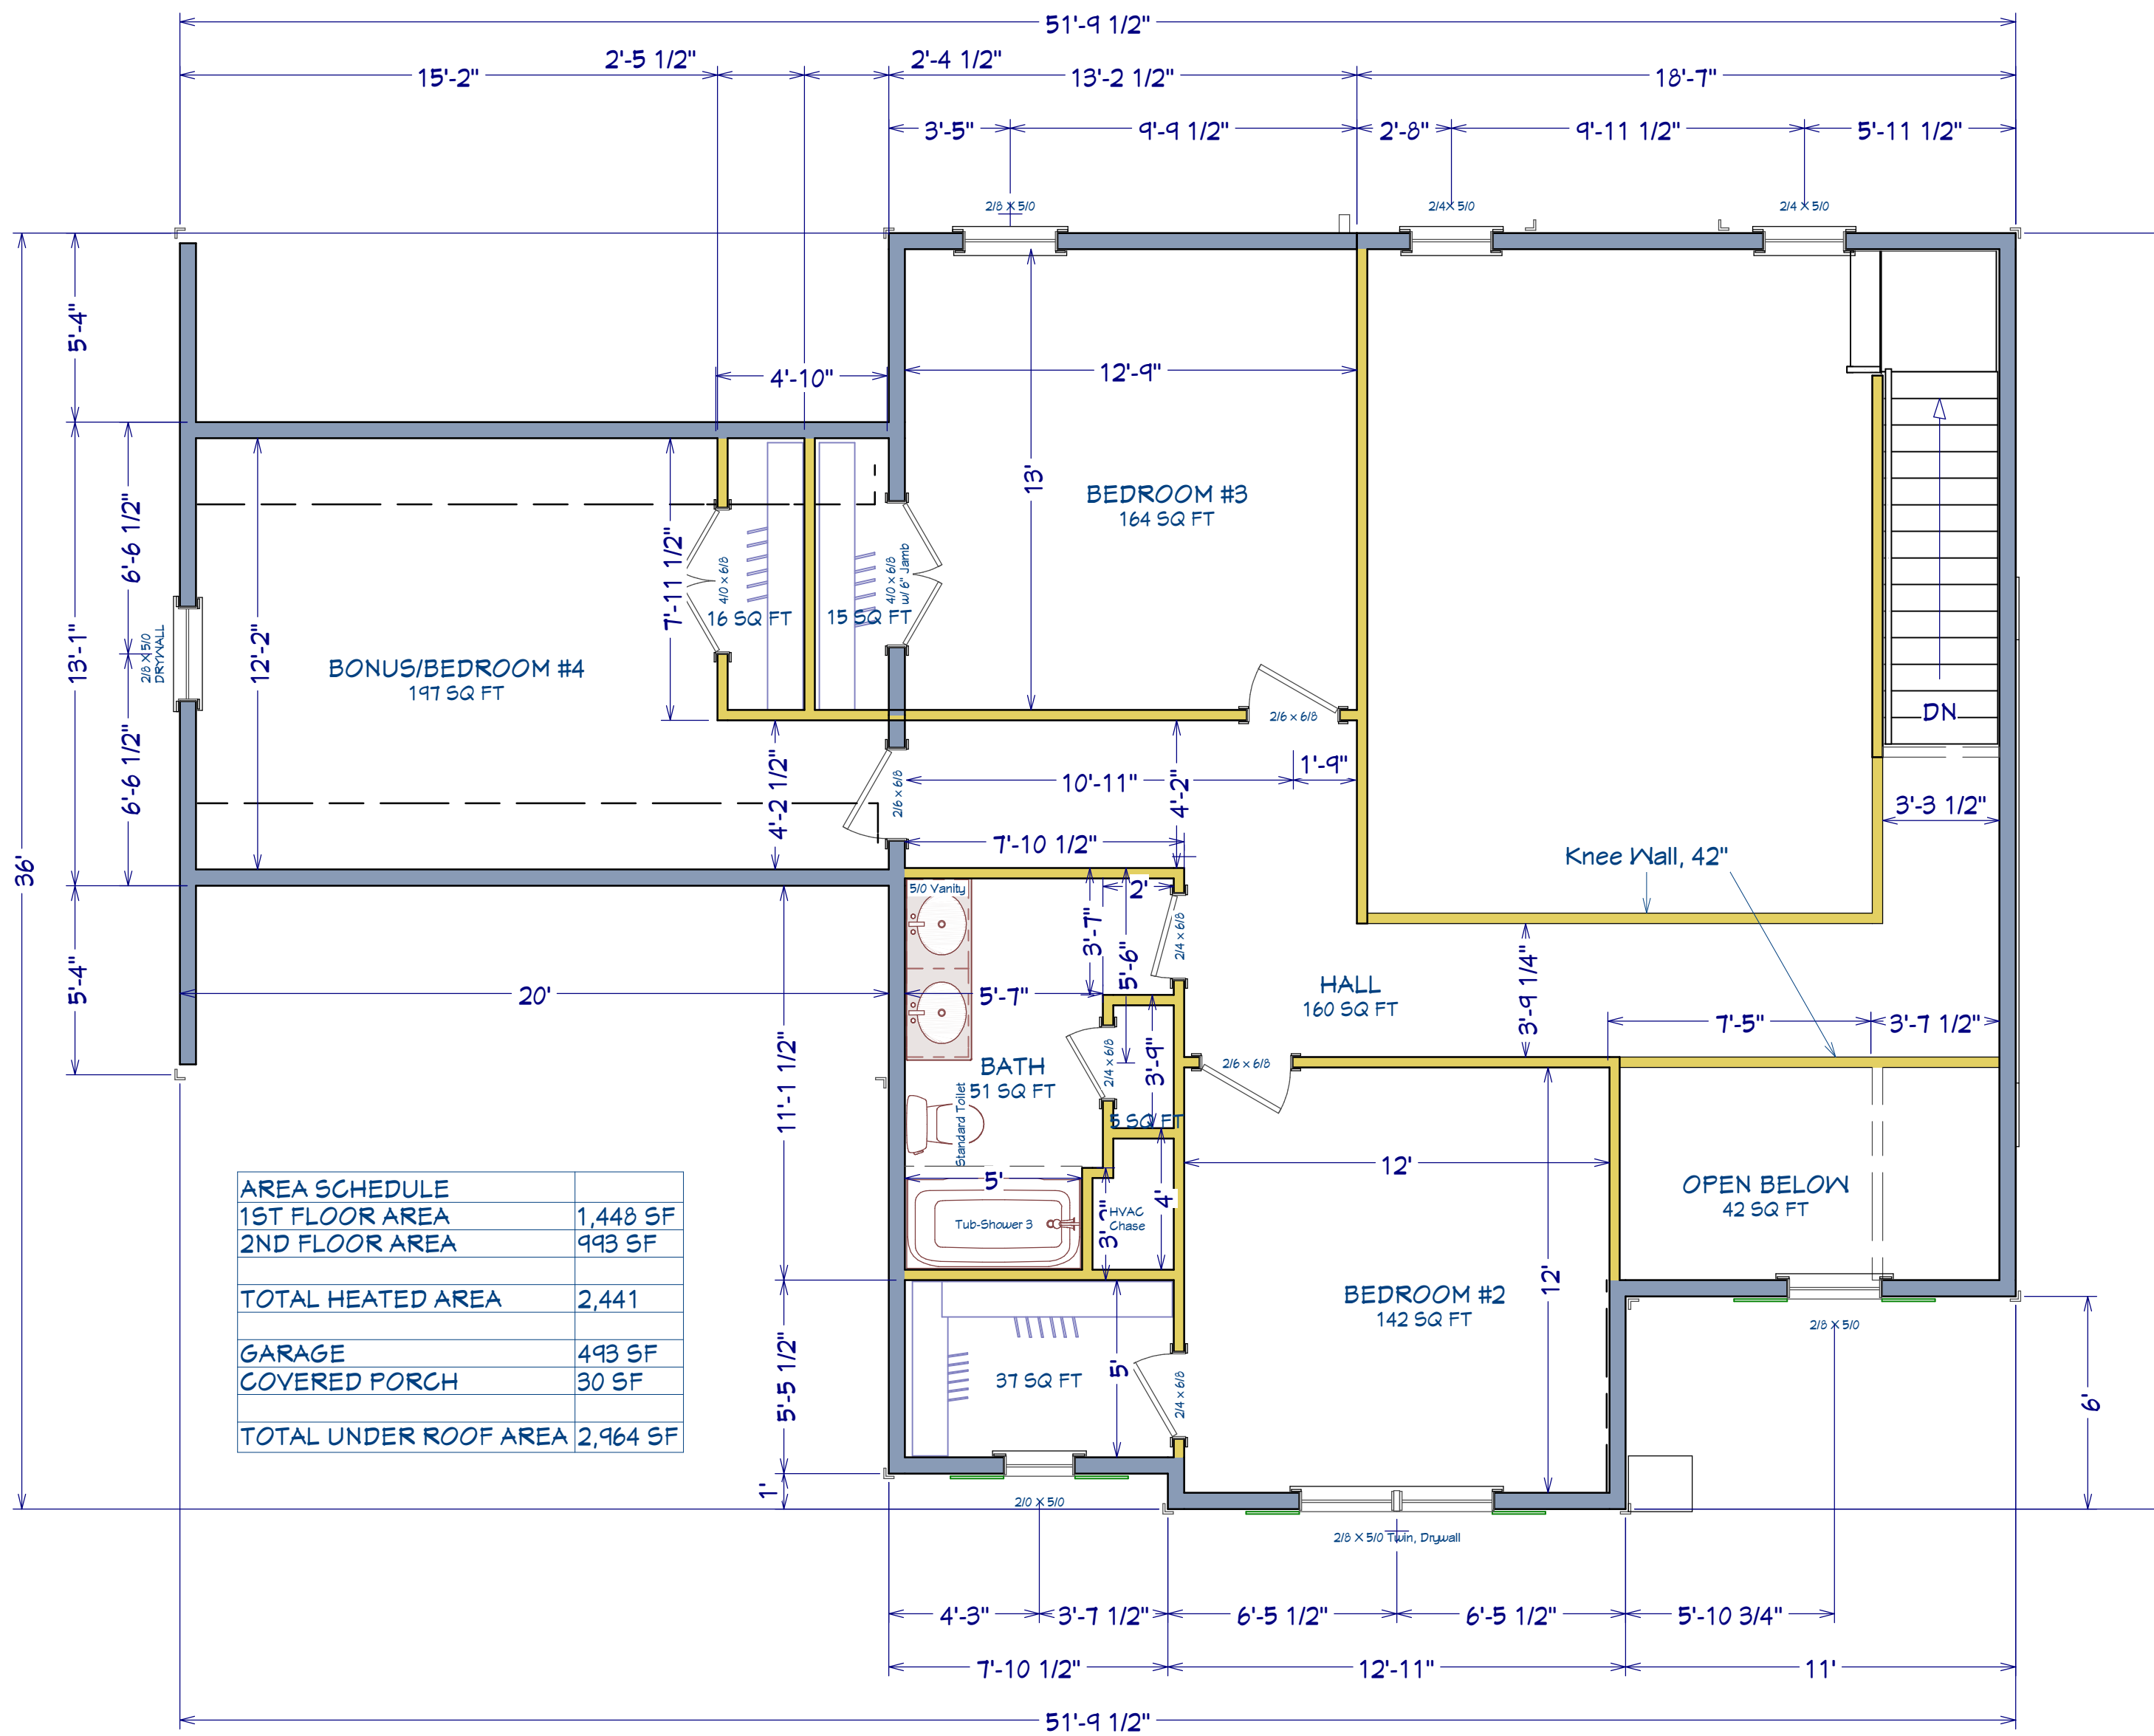 51'-9 1/2"
2'-5 1/2"
2'-4 1/2"
15'-2"
13'-2 1/2"
18'-7"
3'-5"
9'-9 1/2"
2'-8"
9'-11 1/2"
5'-11 1/2"
2/8 X 5/0
2/4 X 5/0
2/4 X 5/0
5'-4"
4'-10"
12'-9"
13'
BEDROOM #3
164 SQ FT
6'-6 1/2"
7'-11 1/2"
4/0 x 6/8
4/0 x 6/8
w/ 6" Jamb
16 SQ FT
15 SQ FT
13'-1"
2/8 X 5/0
DRYWALL
12'-2"
BONUS/BEDROOM #4
197 SQ FT
2/6 x 6/8
DN
6'-6 1/2"
4'-2 1/2"
2/6 x 6/8
10'-11"
1'-9"
4'-2"
3'-3 1/2"
7'-10 1/2"
Knee Wall, 42"
36'
5/0 Vanity
2'
3'-7"
5'-6"
2/4 x 6/8
5'-4"
20'
5'-7"
HALL
160 SQ FT
3'-9 1/4"
7'-5"
3'-7 1/2"
11'-1 1/2"
BATH
51 SQ FT
2/4 x 6/8
3'-9"
2/6 x 6/8
Standard Toilet
5 SQ FT
12'
5'
OPEN BELOW
42 SQ FT
Tub-Shower 3
HVAC
Chase
4'
AREA SCHEDULE
1ST FLOOR AREA 1,448 SF
2ND FLOOR AREA 993 SF
TOTAL HEATED AREA 2,441
GARAGE 493 SF
COVERED PORCH 30 SF
TOTAL UNDER ROOF AREA 2,964 SF
12'
BEDROOM #2
142 SQ FT
2/8 X 5/0
5'-5 1/2"
37 SQ FT
5'
2/4 x 6/8
6'
1'
2/0 X 5/0
2/8 X 5/0 Twin, Drywall
4'-3"
3'-7 1/2"
6'-5 1/2"
6'-5 1/2"
5'-10 3/4"
7'-10 1/2"
12'-11"
11'
51'-9 1/2"